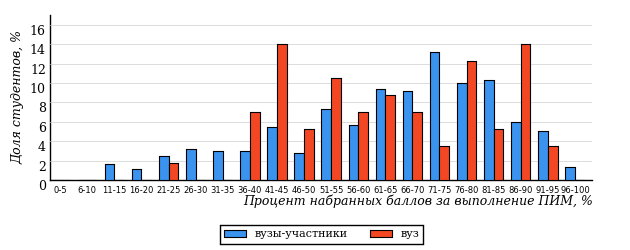 Доля студентов, %
16
14
12
10
8
6
4
2
0
0-5 6-10 11-15 16-20 21-25 26-30 31-35 36-40 41-45 46-50 51-55 56-60 61-65 66-70 71-75 76-80 81-85 86-90 91-95 96-100
Процент набранных баллов за выполнение ПИМ, %
вузы-участники вуз